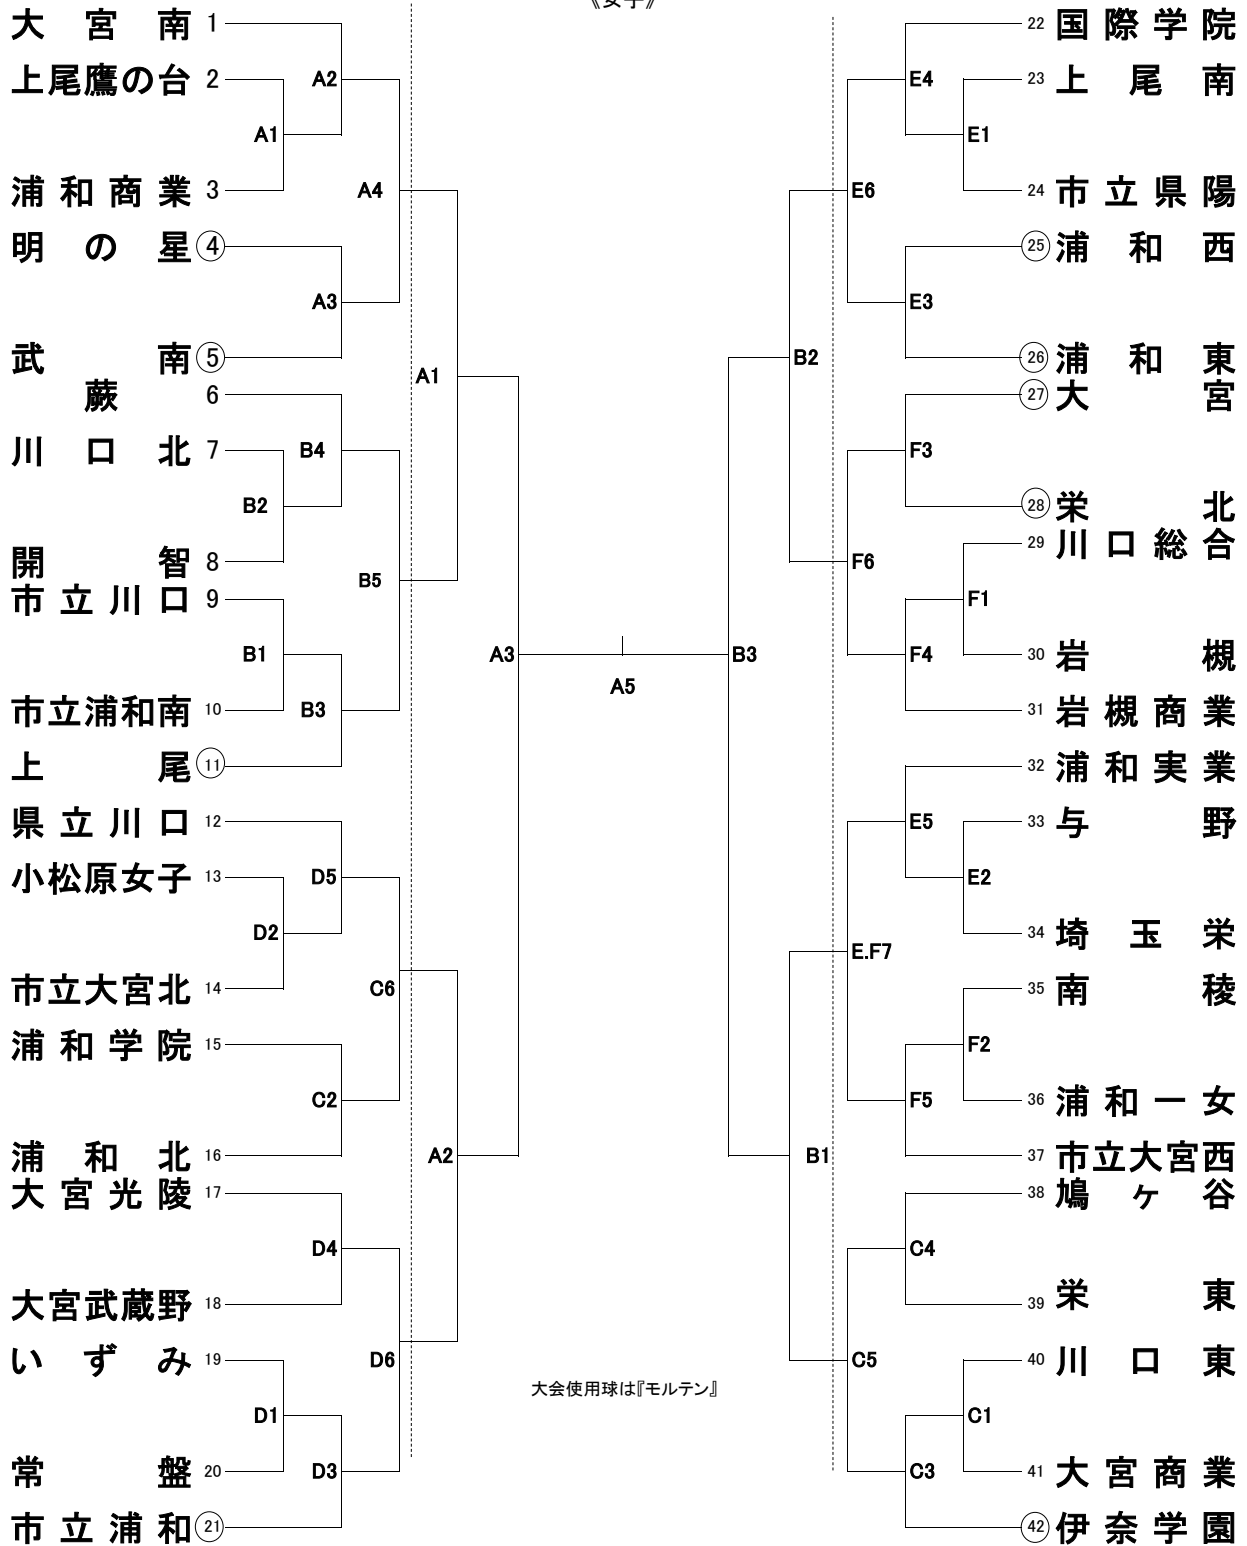 《女子》
大宮南 1
上尾鷹の台 2
浦和商業 3
明の星 ④
武南 ⑤
蕨 6
川口北 7
開智 8
市立川口 9
市立浦和南 10
上尾 ⑪
県立川口 12
小松原女子 13
市立大宮北 14
浦和学院 15
浦和北 16
大宮光陵 17
大宮武蔵野 18
いずみ 19
常盤 20
市立浦和 ㉑
A1
B2
B1
D2
D1
A2
A3
B4
B3
D5
C2
D4
D3
A4
B5
C6
D6
A1
A2
A3
A5
B3
B2
B1
E6
F6
E.F7
C5
E4
E3
F3
F4
E5
F5
C4
C3
E1
F1
E2
F2
C1
22 国際学院
23 上尾南
24 市立県陽
㉕ 浦和西
㉖ 浦和東
㉗ 大宮
㉘ 栄北
29 川口総合
30 岩槻
31 岩槻商業
32 浦和実業
33 与野
34 埼玉栄
35 南稜
36 浦和一女
37 市立大宮西
38 鳩ヶ谷
39 栄東
40 川口東
41 大宮商業
㊷ 伊奈学園
大会使用球は『モルテン』